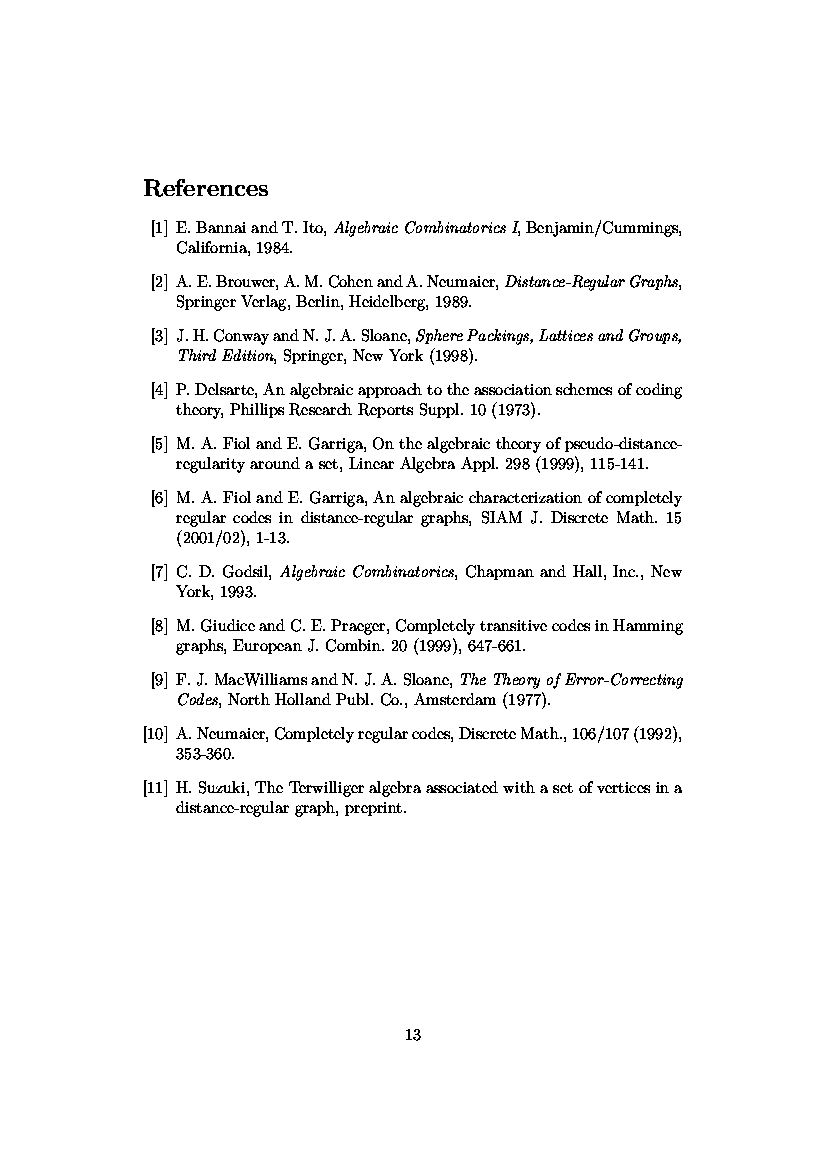 References
[1] E. Bannai and T. Ito, Algebraic Combinatorics I, Benjamin/Cummings,
California, 1984.
[2] A. E. Brouwer, A. M. Cohen and A. Neumaier, Distance-Regular Graphs,
Springer Verlag, Berlin, Heidelberg, 1989.
[3] J. H. Conway and N. J. A. Sloane, Sphere Packings, Lattices and Groups,
Third Edition, Springer, New York (1998).
[4] P. Delsarte, An algebraic approach to the association schemes of coding
theory, Phillips Research Reports Suppl. 10 (1973).
[5] M. A. Fiol and E. Garriga, On the algebraic theory of pseudo-distance-
regularity around a set, Linear Algebra Appl. 298 (1999), 115-141.
[6] M. A. Fiol and E. Garriga, An algebraic characterization of completely
regular codes in distance-regular graphs, SIAM J. Discrete Math. 15
(2001/02), 1-13.
[7] C. D. Godsil, Algebraic Combinatorics, Chapman and Hall, Inc., New
York, 1993.
[8] M. Giudice and C. E. Praeger, Completely transitive codes in Hamming
graphs, European J. Combin. 20 (1999), 647-661.
[9] F. J. MacWilliams and N. J. A. Sloane, The Theory of Error-Correcting
Codes, North Holland Publ. Co., Amsterdam (1977).
[10] A. Neumaier, Completely regular codes, Discrete Math., 106/107 (1992),
353-360.
[11] H. Suzuki, The Terwilliger algebra associated with a set of vertices in a
distance-regular graph, preprint.
13